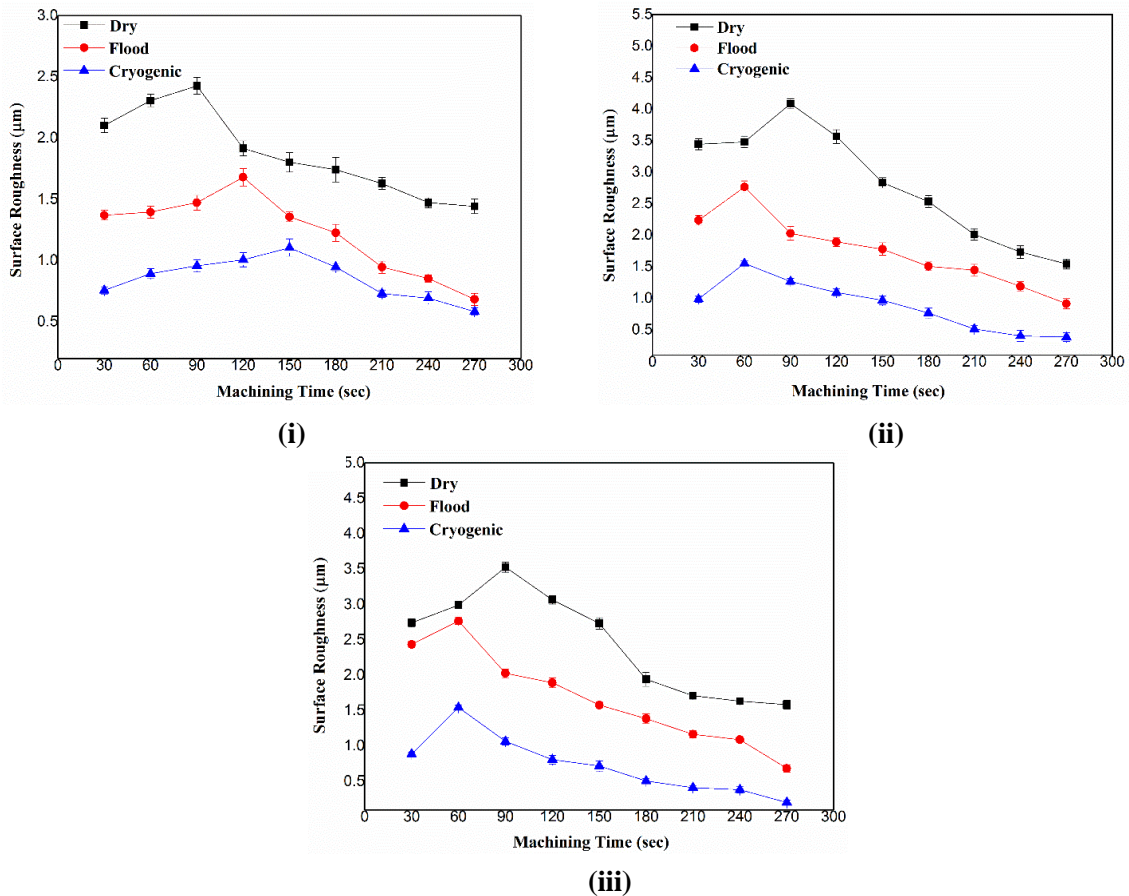 3.0
2.5
2.0
1.5
1.0
0.5
Surface Roughness (µm)
Dry
Flood
Cryogenic
0 30 60 90 120 150 180 210 240 270 300
Machining Time (sec)
(i)
5.5
5.0
4.5
4.0
3.5
3.0
2.5
2.0
1.5
1.0
0.5
Surface Roughness (µm)
Dry
Flood
Cryogenic
0 30 60 90 120 150 180 210 240 270 300
Machining Time (sec)
(ii)
5.0
4.5
4.0
3.5
3.0
2.5
2.0
1.5
1.0
0.5
Surface Roughness (µm)
Dry
Flood
Cryogenic
0 30 60 90 120 150 180 210 240 270 300
Machining Time (sec)
(iii)